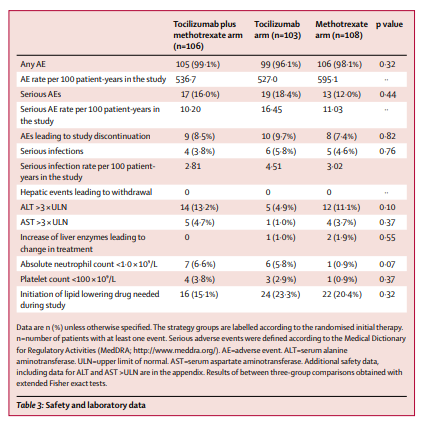 Tocilizumab plus methotrexate arm (n=106) Tocilizumab arm (n=103) Methotrexate arm (n=108) p value
Any AE 105 (99·1%) 99 (96·1%) 106 (98·1%) 0·32
AE rate per 100 patient-years in the study 536·7 527·0 595·1 ··
Serious AEs 17 (16·0%) 19 (18·4%) 13 (12·0%) 0·44
Serious AE rate per 100 patient-years in the study 10·20 16·45 11·03
AEs leading to study discontinuation 9 (8·5%) 10 (9·7%) 8 (7·4%) 0·82
Serious infections 4 (3·8%) 6 (5·8%) 5 (4·6%) 0·76
Serious infection rate per 100 patient-years in the study 2·81 4·51 3·02
Hepatic events leading to withdrawal 0 0 0 ··
ALT >3 × ULN 14 (13·2%) 5 (4·9%) 12 (11·1%) 0·10
AST >3 × ULN 5 (4·7%) 1 (1·0%) 4 (3·7%) 0·37
Increase of liver enzymes leading to change in treatment 0 1 (1·0%) 2 (1·9%) 0·55
Absolute neutrophil count <1·0 × 10⁹/L 7 (6·6%) 6 (5·8%) 1 (0·9%) 0·07
Platelet count <100 × 10⁹/L 4 (3·8%) 3 (2·9%) 1 (0·9%) 0·37
Initiation of lipid lowering drug needed during study 16 (15·1%) 24 (23·3%) 22 (20·4%) 0·32
Data are n (%) unless otherwise specified. The strategy groups are labelled according to the randomised initial therapy.
n=number of patients with at least one event. Serious adverse events were defined according to the Medical Dictionary
for Regulatory Activities (MedDRA; http://www.meddra.org/). AE=adverse event. ALT=serum alanine
aminotransferase. ULN=upper limit of normal. AST=serum aspartate aminotransferase. Additional safety data,
including data for ALT and AST >ULN are in the appendix. Results of between three-group comparisons obtained with
extended Fisher exact tests.
Table 3: Safety and laboratory data